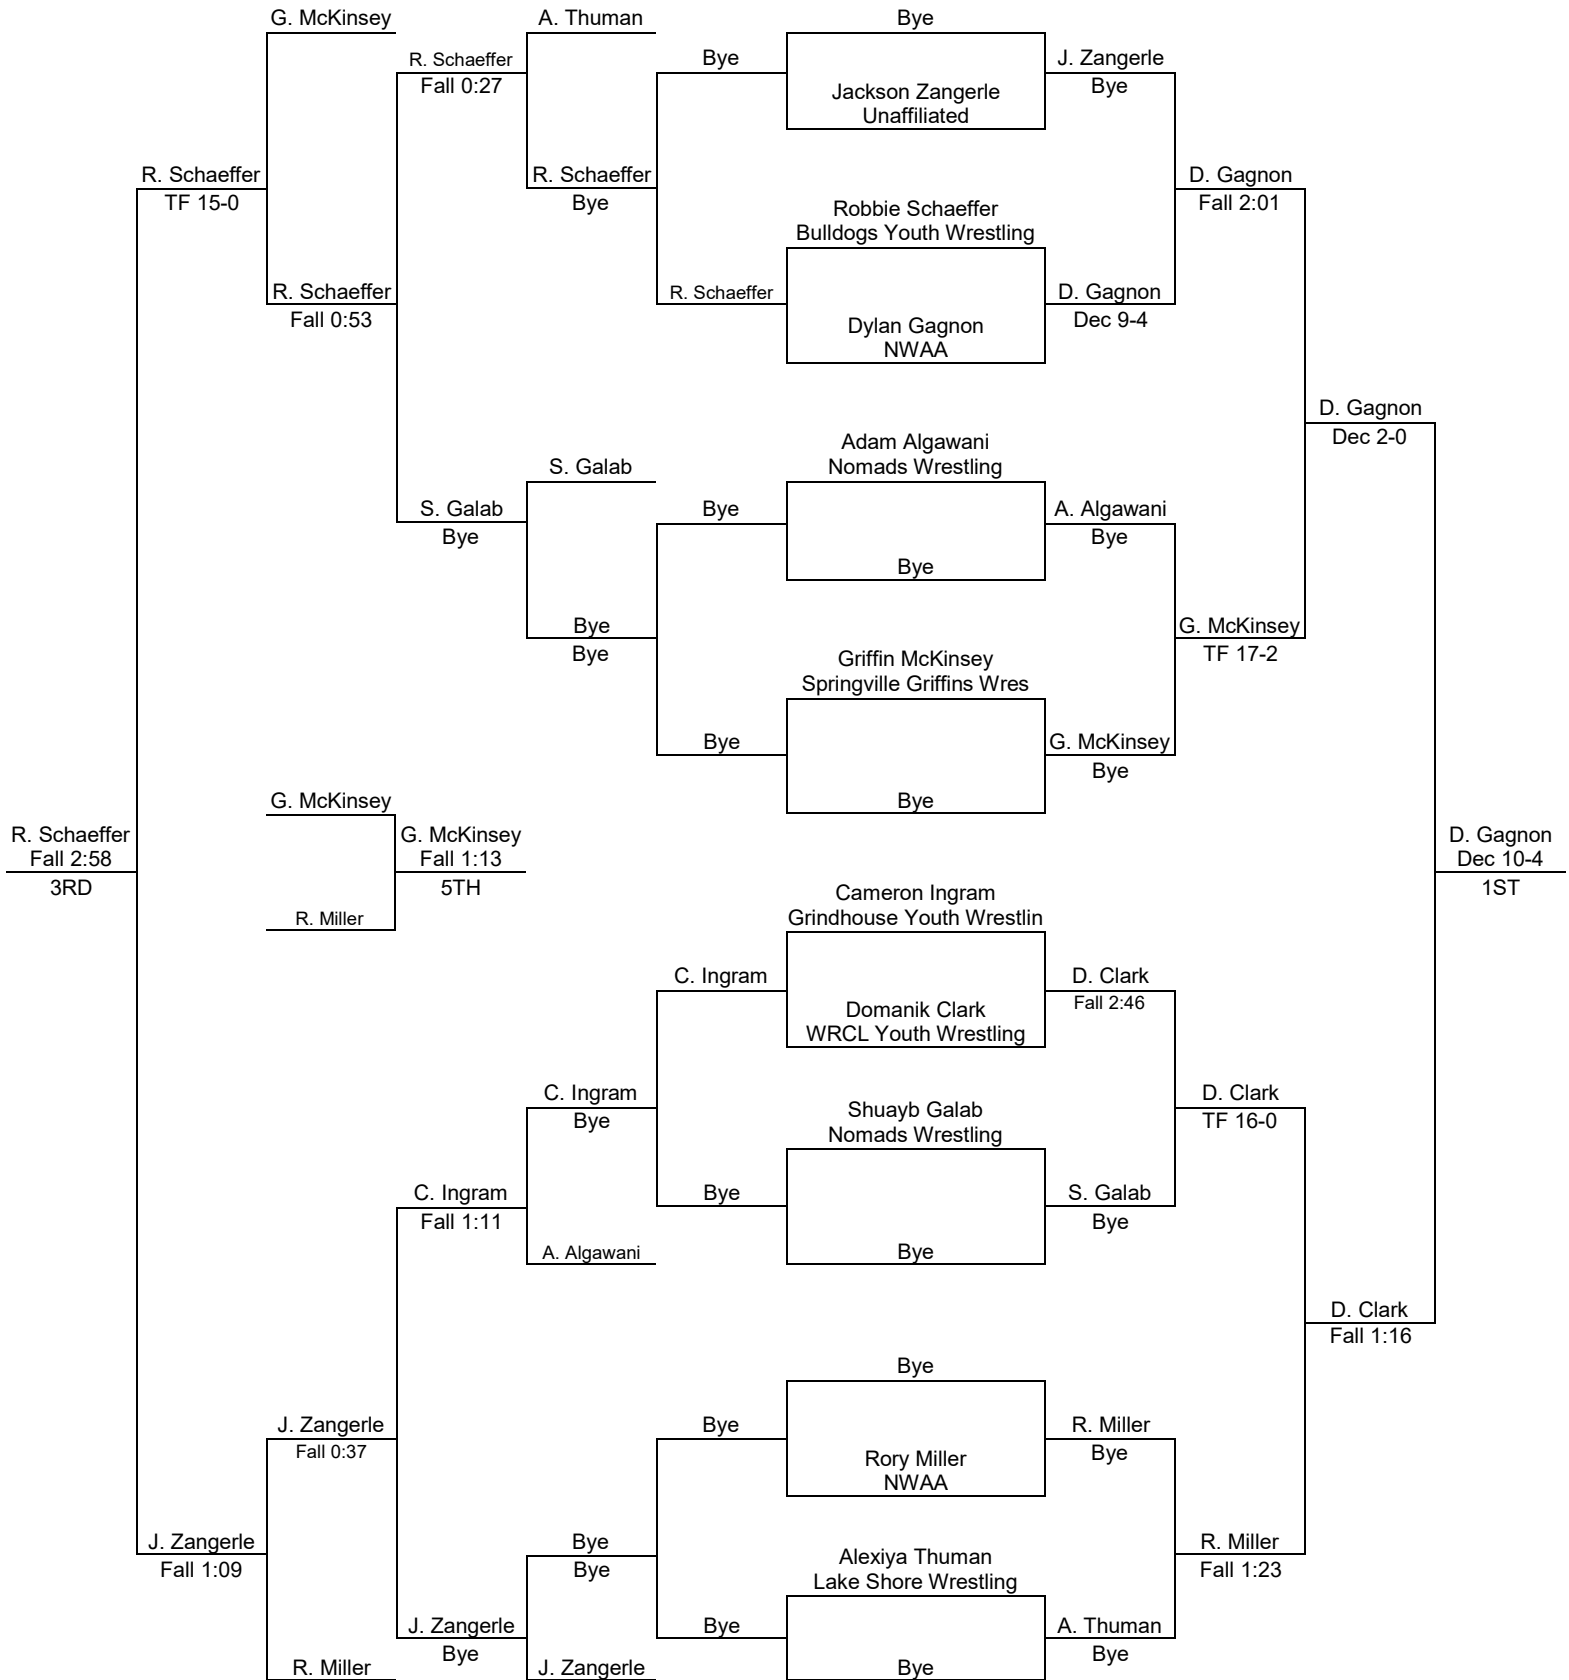 G. McKinsey
A. Thuman
Bye
R. Schaeffer
Fall 0:27
Bye
J. Zangerle
Bye
Jackson Zangerle
Unaffiliated
R. Schaeffer
TF 15-0
R. Schaeffer
Bye
D. Gagnon
Fall 2:01
Robbie Schaeffer
Bulldogs Youth Wrestling
R. Schaeffer
Fall 0:53
R. Schaeffer
D. Gagnon
Dec 9-4
Dylan Gagnon
NWAA
D. Gagnon
Dec 2-0
Adam Algawani
Nomads Wrestling
S. Galab
S. Galab
Bye
Bye
A. Algawani
Bye
Bye
Bye
Bye
G. McKinsey
TF 17-2
Griffin McKinsey
Springville Griffins Wres
Bye
G. McKinsey
Bye
Bye
G. McKinsey
R. Schaeffer
Fall 2:58
3RD
G. McKinsey
Fall 1:13
5TH
D. Gagnon
Dec 10-4
1ST
R. Miller
Cameron Ingram
Grindhouse Youth Wrestlin
C. Ingram
D. Clark
Fall 2:46
Domanik Clark
WRCL Youth Wrestling
C. Ingram
Bye
D. Clark
TF 16-0
Shuayb Galab
Nomads Wrestling
C. Ingram
Fall 1:11
Bye
S. Galab
Bye
A. Algawani
Bye
D. Clark
Fall 1:16
Bye
J. Zangerle
Fall 0:37
Bye
R. Miller
Bye
Rory Miller
NWAA
J. Zangerle
Fall 1:09
Bye
Bye
R. Miller
Fall 1:23
Alexiya Thuman
Lake Shore Wrestling
J. Zangerle
Bye
Bye
A. Thuman
Bye
R. Miller
J. Zangerle
Bye